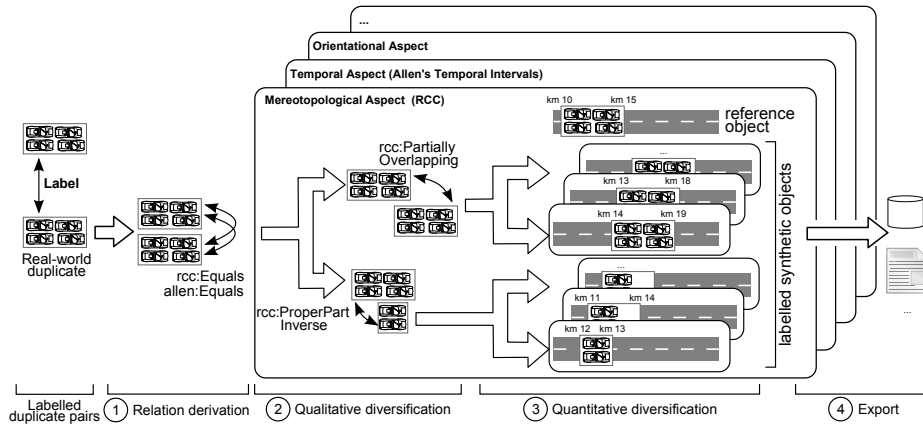 ...
Orientational Aspect
Temporal Aspect (Allen's Temporal Intervals)
Mereotopological Aspect (RCC)
km 10
km 15
reference
object
rcc:Partially
Overlapping
...
km 13
km 18
km 14
km 19
Label
Real-world
duplicate
rcc:Equals
allen:Equals
rcc:ProperPart
Inverse
...
km 11
km 14
km 12
km 13
labelled synthetic objects
...
Labelled
duplicate pairs
1 Relation derivation
2 Qualitative diversification
3 Quantitative diversification
4 Export